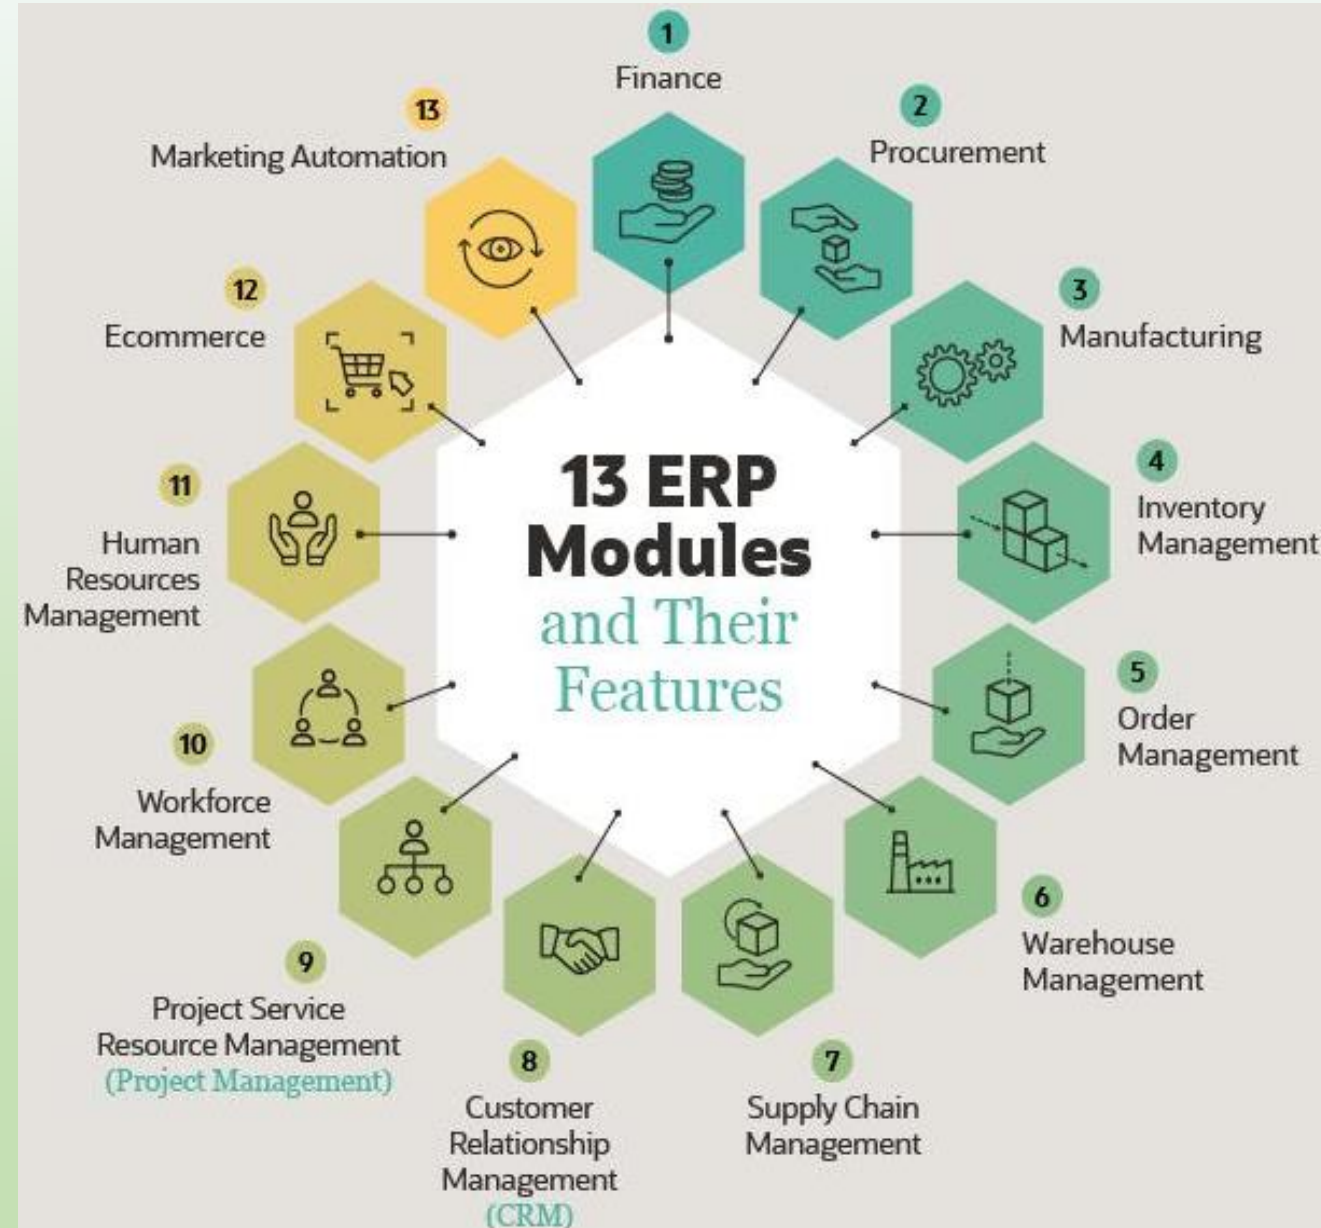 13 ERP
Modules
and Their
Features
1
Finance
2
Procurement
3
Manufacturing
4
Inventory
Management
5
Order
Management
6
Warehouse
Management
7
Supply Chain
Management
8
Customer
Relationship
Management
(CRM)
9
Project Service
Resource Management
(Project Management)
10
Workforce
Management
11
Human
Resources
Management
12
Ecommerce
13
Marketing Automation